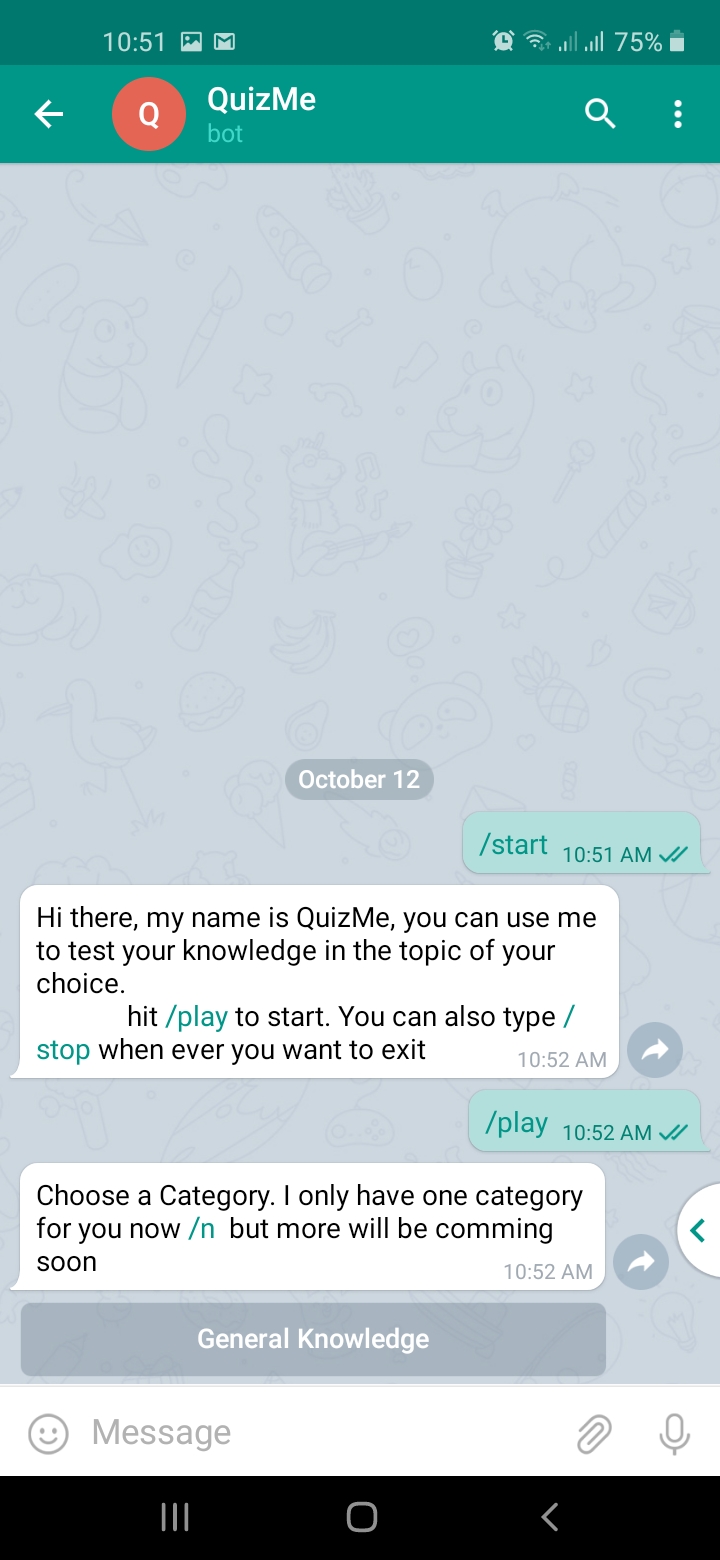 10:51 75%
Q QuizMe
bot
October 12
/start 10:51 AM
Hi there, my name is QuizMe, you can use me
to test your knowledge in the topic of your
choice.
hit /play to start. You can also type /
stop when ever you want to exit 10:52 AM
/play 10:52 AM
Choose a Category. I only have one category
for you now /n but more will be comming
soon 10:52 AM
General Knowledge
Message